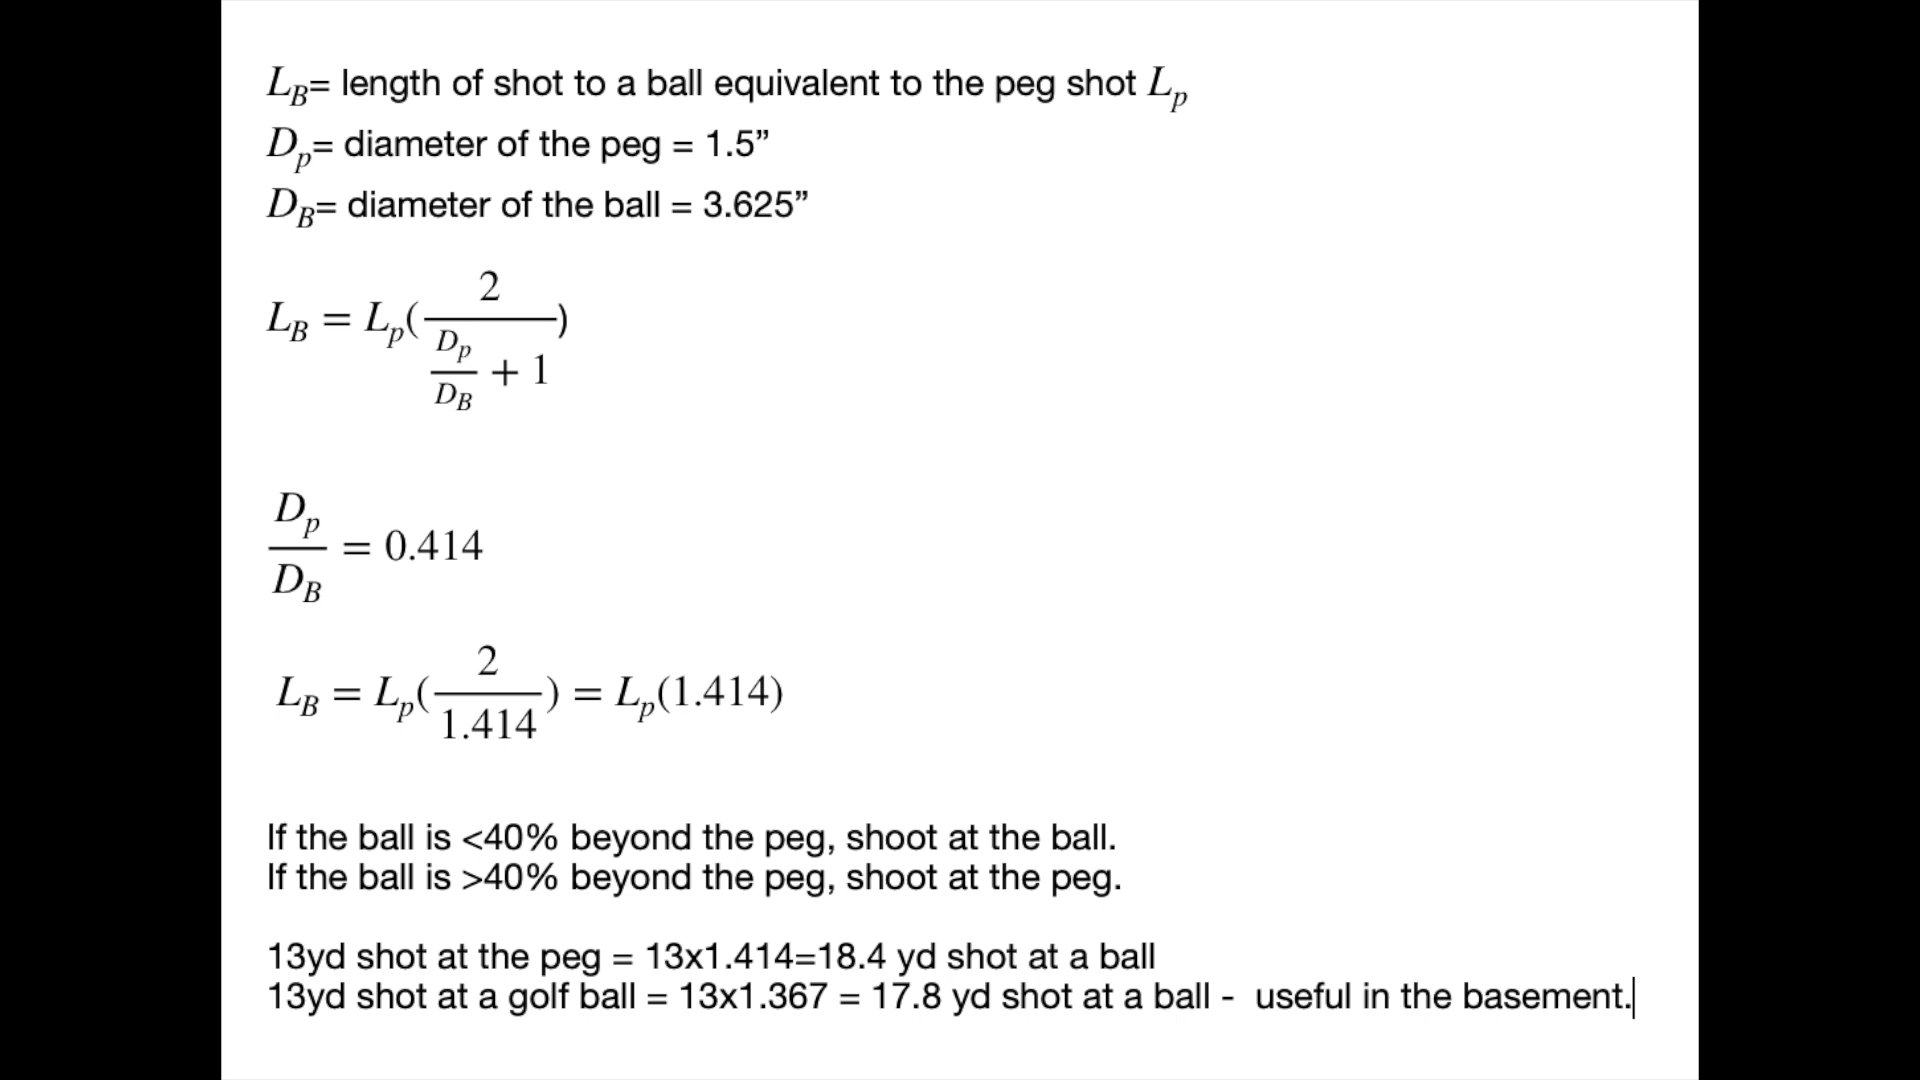 L_B= length of shot to a ball equivalent to the peg shot L_p
D_p= diameter of the peg = 1.5”
D_B= diameter of the ball = 3.625”
L_B = L_p(2/(D_p/D_B + 1))
D_p/D_B = 0.414
L_B = L_p(2/1.414) = L_p(1.414)
If the ball is <40% beyond the peg, shoot at the ball.
If the ball is >40% beyond the peg, shoot at the peg.
13yd shot at the peg = 13x1.414=18.4 yd shot at a ball
13yd shot at a golf ball = 13x1.367 = 17.8 yd shot at a ball - useful in the basement.